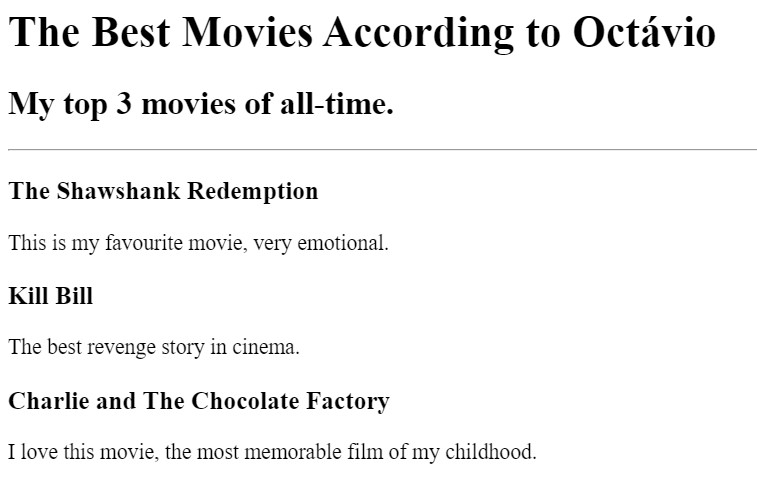 The Best Movies According to Octávio
My top 3 movies of all-time.
The Shawshank Redemption
This is my favourite movie, very emotional.
Kill Bill
The best revenge story in cinema.
Charlie and The Chocolate Factory
I love this movie, the most memorable film of my childhood.